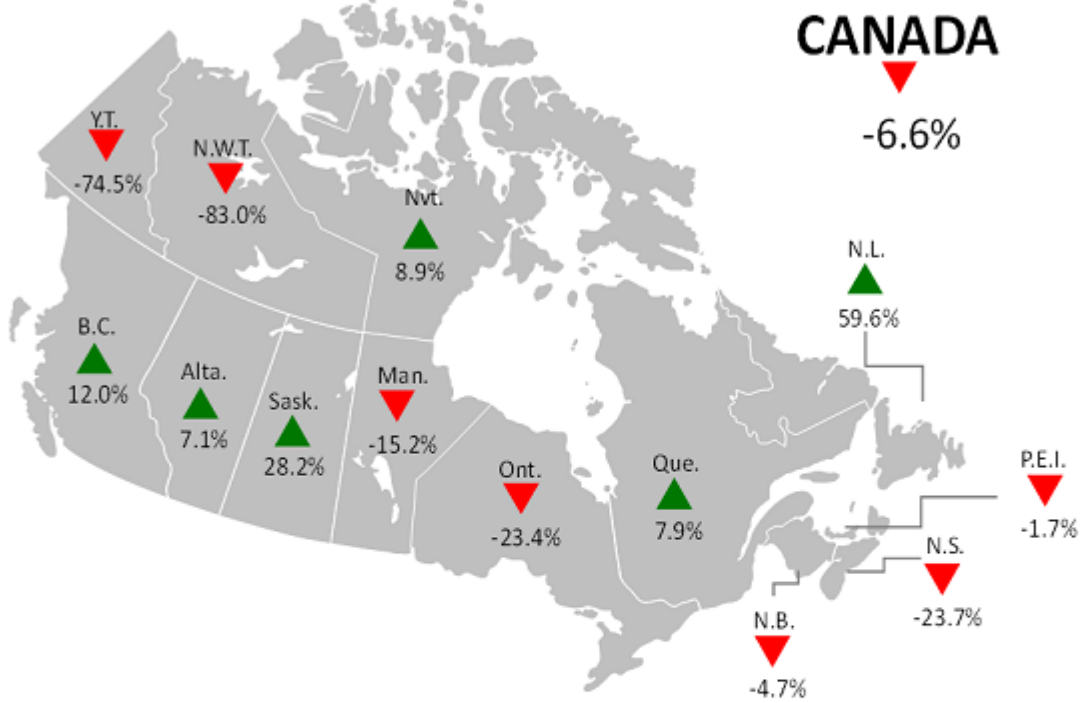 CANADA
-6.6%
Y.T.
-74.5%
N.W.T.
-83.0%
Nvt.
8.9%
N.L.
59.6%
B.C.
12.0%
Alta.
7.1%
Sask.
28.2%
Man.
-15.2%
Ont.
-23.4%
Que.
7.9%
P.E.I.
-1.7%
N.S.
-23.7%
N.B.
-4.7%